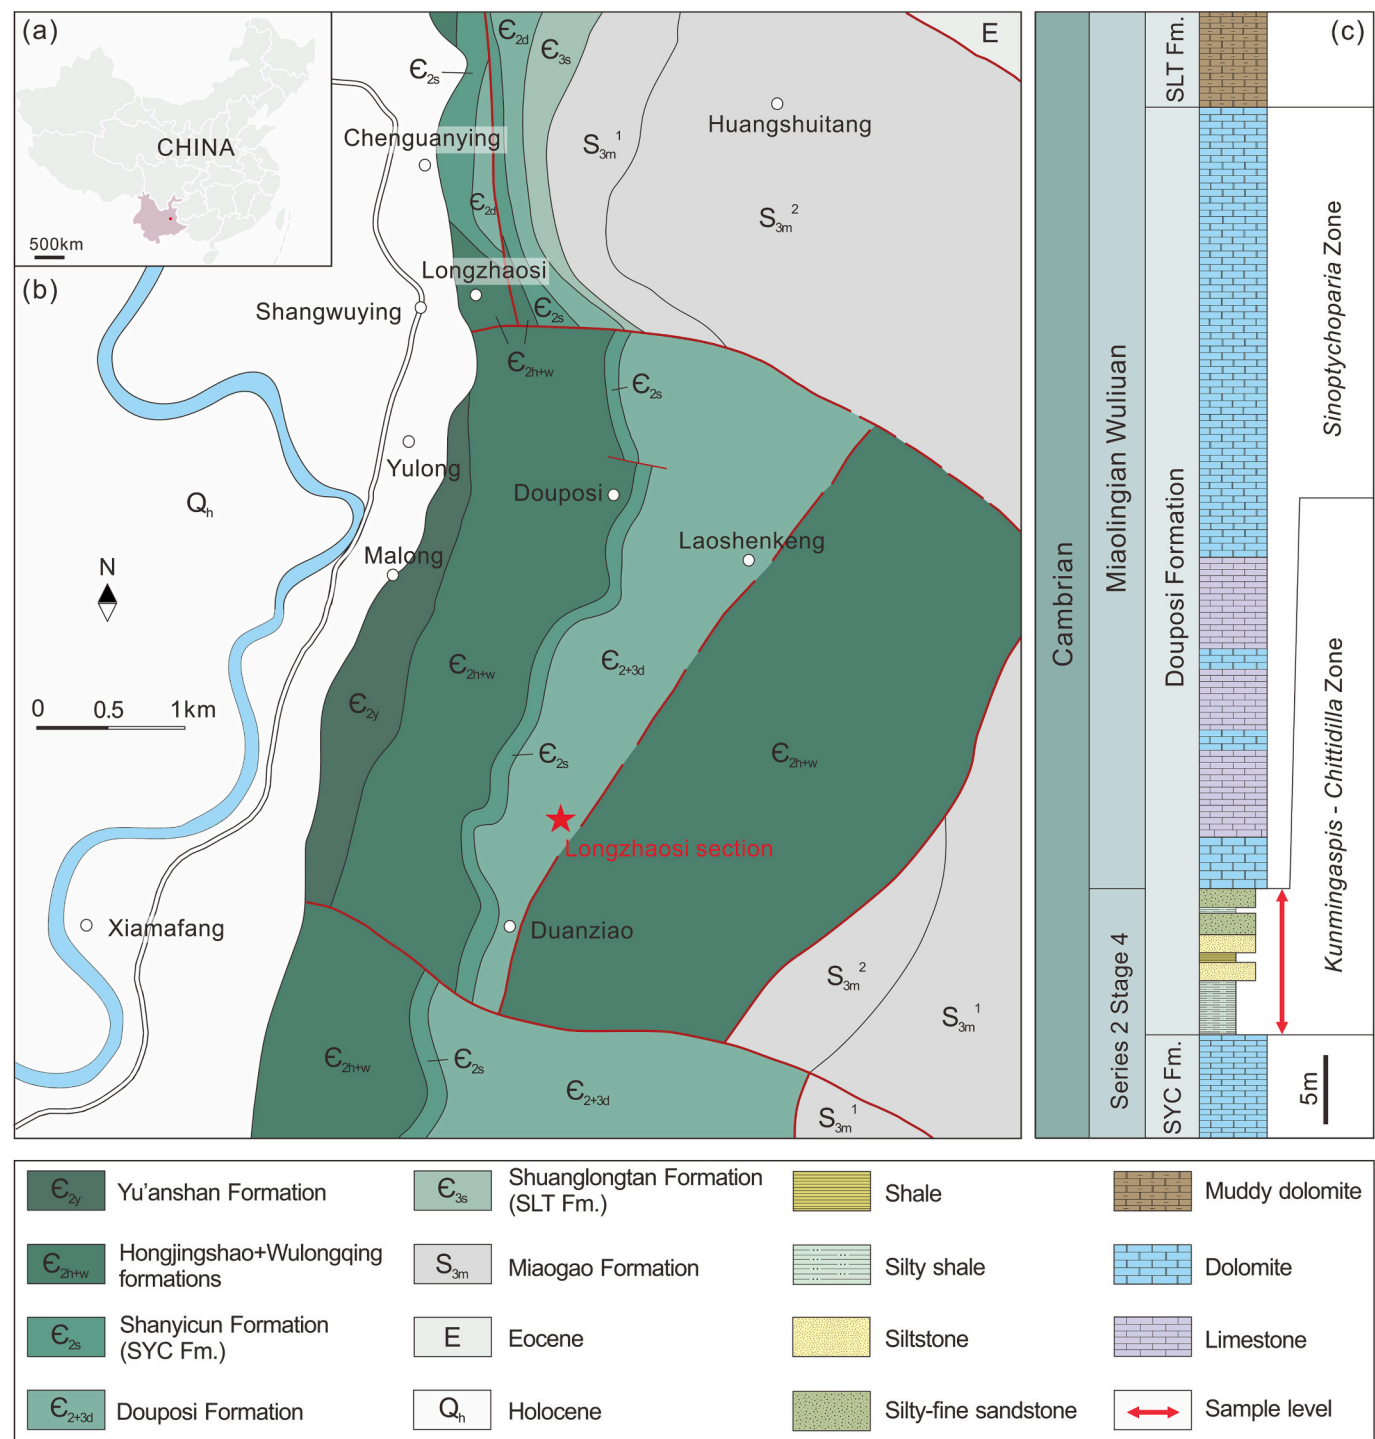 (a)
CHINA
500km
(b)
Є2s
Є2d
Є3s
E
Chenguanying
S3m1
Huangshuitang
S3m2
Є2d
Longzhaosi
Shangwuying
Є2s
Є2h+w
Є2s
Yulong
Douposi
Qh
Laoshenkeng
Malong
N
Є2h+w
Є2+3d
Є2y
0 0.5 1km
Є2s
Є2h+w
Longzhaosi section
Xiamafang
Duanziao
S3m2
S3m1
Є2h+w
Є2s
Є2+3d
S3m1
(c)
Cambrian
Miaolingian Wuliuan
Series 2 Stage 4
SLT Fm.
Douposi Formation
SYC Fm.
Sinoptychoparia Zone
Kunmingaspis - Chittidilla Zone
5m
Є2y Yu'anshan Formation
Є2h+w Hongjingshao+Wulongqing
formations
Є2s Shanyicun Formation
(SYC Fm.)
Є2+3d Douposi Formation
Є3s Shuanglongtan Formation
(SLT Fm.)
S3m Miaogao Formation
E Eocene
Qh Holocene
Shale
Silty shale
Siltstone
Silty-fine sandstone
Muddy dolomite
Dolomite
Limestone
Sample level